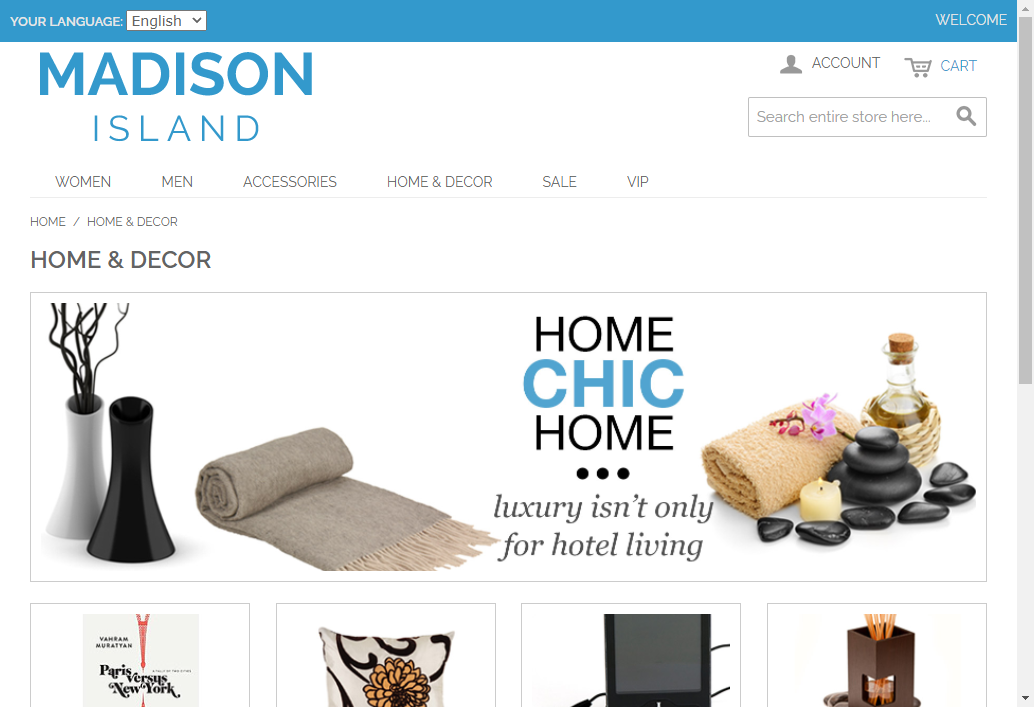 YOUR LANGUAGE: English
WELCOME
MADISON
ISLAND
ACCOUNT
CART
Search entire store here...
WOMEN MEN ACCESSORIES HOME & DECOR SALE VIP
HOME / HOME & DECOR
HOME & DECOR
HOME
CHIC
HOME
luxury isn't only
for hotel living
VAHRAM
MURATYAN
Paris
versus
New York